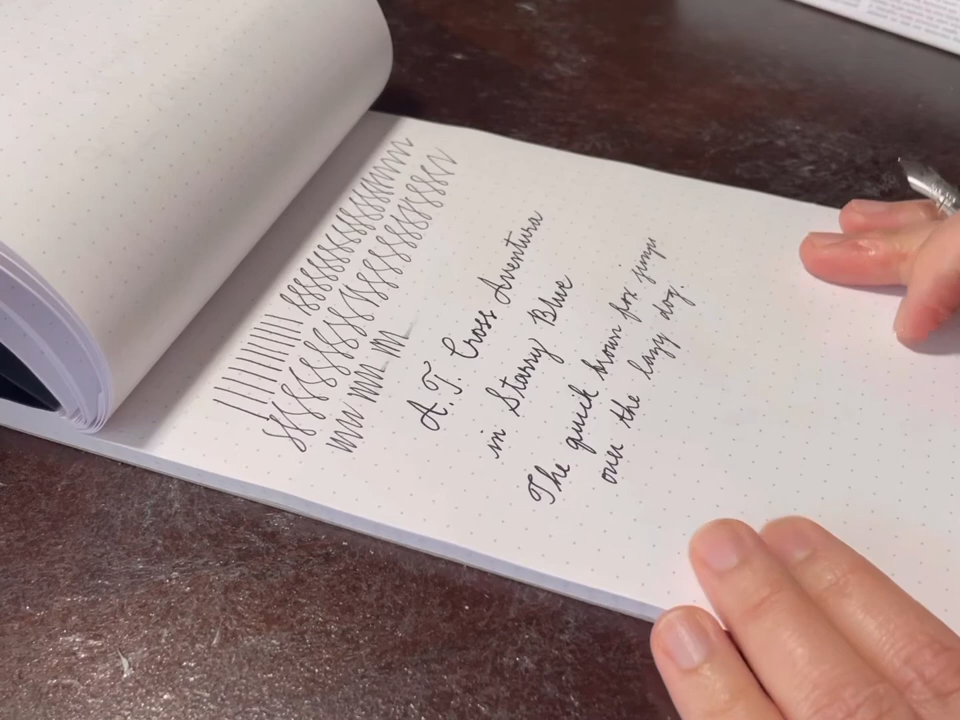 A.T. Cross Aventura
in Starry Blue
The quick brown fox jumps
over the lazy dog.